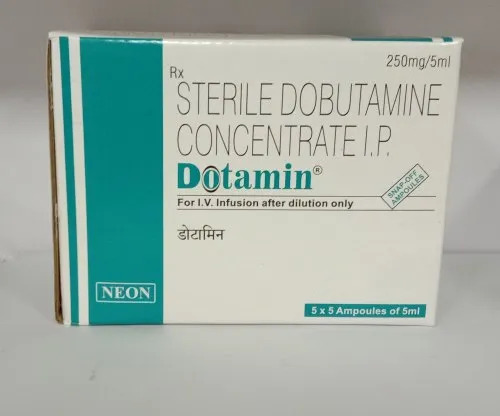 250mg/5ml
Rx
STERILE DOBUTAMINE
CONCENTRATE I.P.
Dotamin®
SNAP-OFF
AMPOULES
For I.V. Infusion after dilution only
डोटामिन
NEON
5 x 5 Ampoules of 5ml